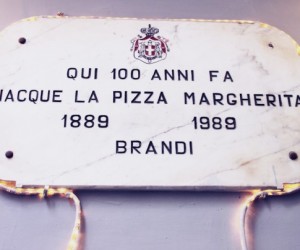 QUI 100 ANNI FA
NACQUE LA PIZZA MARGHERITA
1889 1989
BRANDI